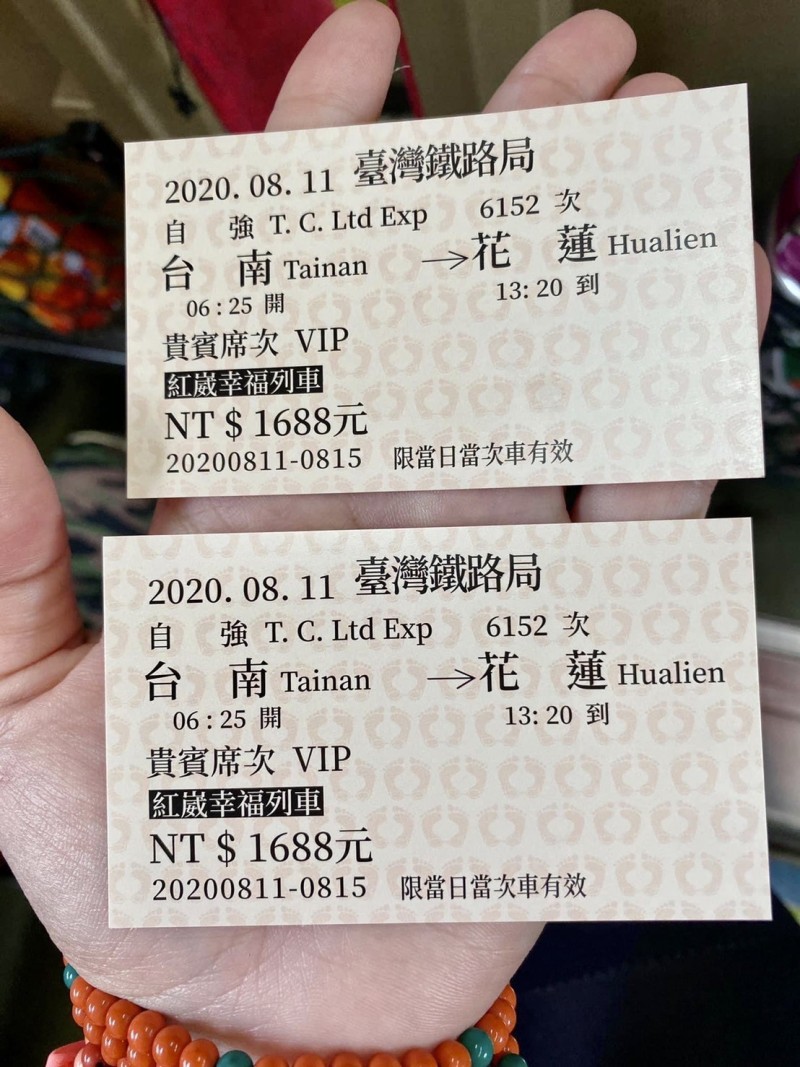 2020. 08. 11 臺灣鐵路局
自 強 T. C. Ltd Exp 6152 次
台 南 Tainan →花 蓮 Hualien
06 : 25 開 13: 20 到
貴賓席次 VIP
紅崴幸福列車
NT $ 1688元
20200811-0815 限當日當次車有效
2020. 08. 11 臺灣鐵路局
自 強 T. C. Ltd Exp 6152 次
台 南 Tainan →花 蓮 Hualien
06 : 25 開 13: 20 到
貴賓席次 VIP
紅崴幸福列車
NT $ 1688元
20200811-0815 限當日當次車有效